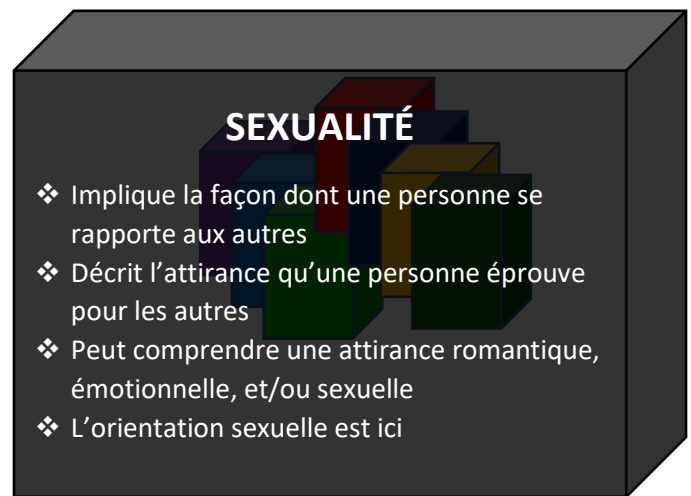 SEXUALITÉ
❖ Implique la façon dont une personne se
rapporte aux autres
❖ Décrit l’attirance qu’une personne éprouve
pour les autres
❖ Peut comprendre une attirance romantique,
émotionnelle, et/ou sexuelle
❖ L’orientation sexuelle est ici